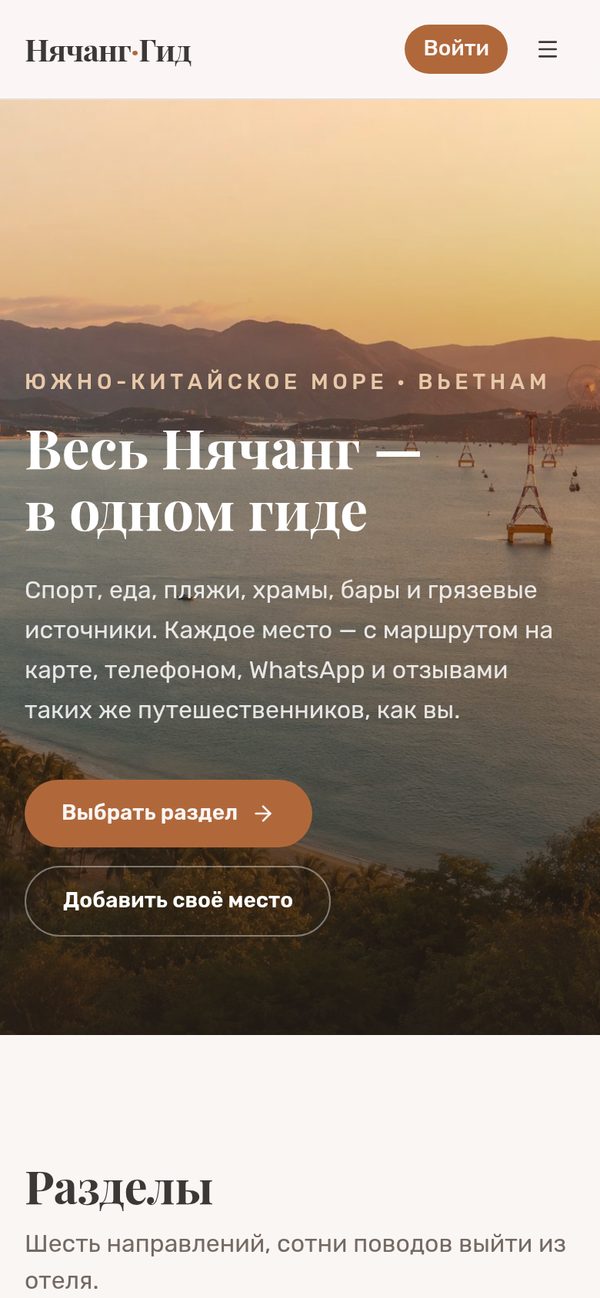 Нячанг·Гид
Войти
ЮЖНО-КИТАЙСКОЕ МОРЕ • ВЬЕТНАМ
Весь Нячанг —
в одном гиде
Спорт, еда, пляжи, храмы, бары и грязевые
источники. Каждое место — с маршрутом на
карте, телефоном, WhatsApp и отзывами
таких же путешественников, как вы.
Выбрать раздел →
Добавить своё место
Разделы
Шесть направлений, сотни поводов выйти из
отеля.